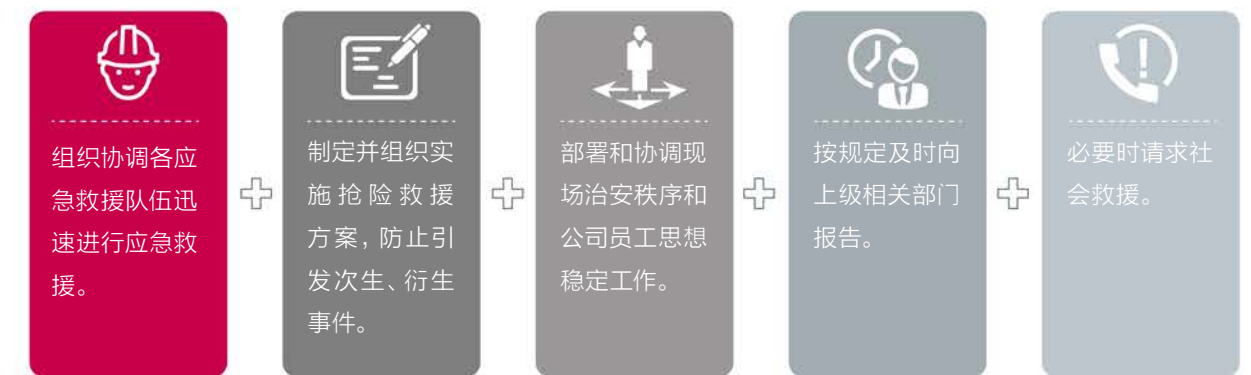 组织协调各应
急救援队伍迅
速进行应急救
援。
制定并组织实
施抢险救援
方案，防止引
发次生、衍生
事件。
部署和协调现
场治安秩序和
公司员工思想
稳定工作。
按规定及时向
上级相关部门
报告。
必要时请求社
会救援。